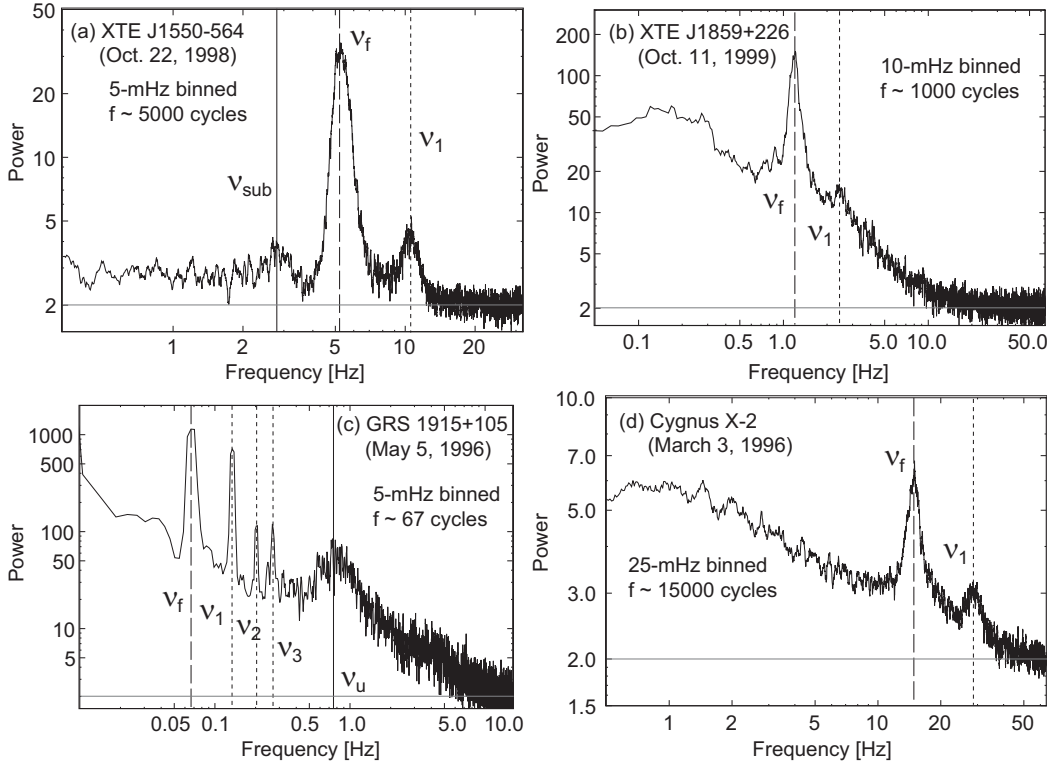 (a) XTE J1550-564
(Oct. 22, 1998)
5-mHz binned
f ~ 5000 cycles
νf
ν1
νsub
Power
50
20
10
5
2
1
2
5
10
20
Frequency [Hz]
(b) XTE J1859+226
(Oct. 11, 1999)
10-mHz binned
f ~ 1000 cycles
νf
ν1
Power
200
100
50
20
10
5
2
0.1
0.5
1.0
5.0
10.0
50.0
Frequency [Hz]
(c) GRS 1915+105
(May 5, 1996)
5-mHz binned
f ~ 67 cycles
νf
ν1
ν2
ν3
νu
Power
1000
500
100
50
10
5
0.05
0.1
0.5
1.0
5.0
10.0
Frequency [Hz]
(d) Cygnus X-2
(March 3, 1996)
νf
ν1
25-mHz binned
f ~ 15000 cycles
Power
10.0
7.0
5.0
3.0
2.0
1.5
1
2
5
10
20
50
Frequency [Hz]